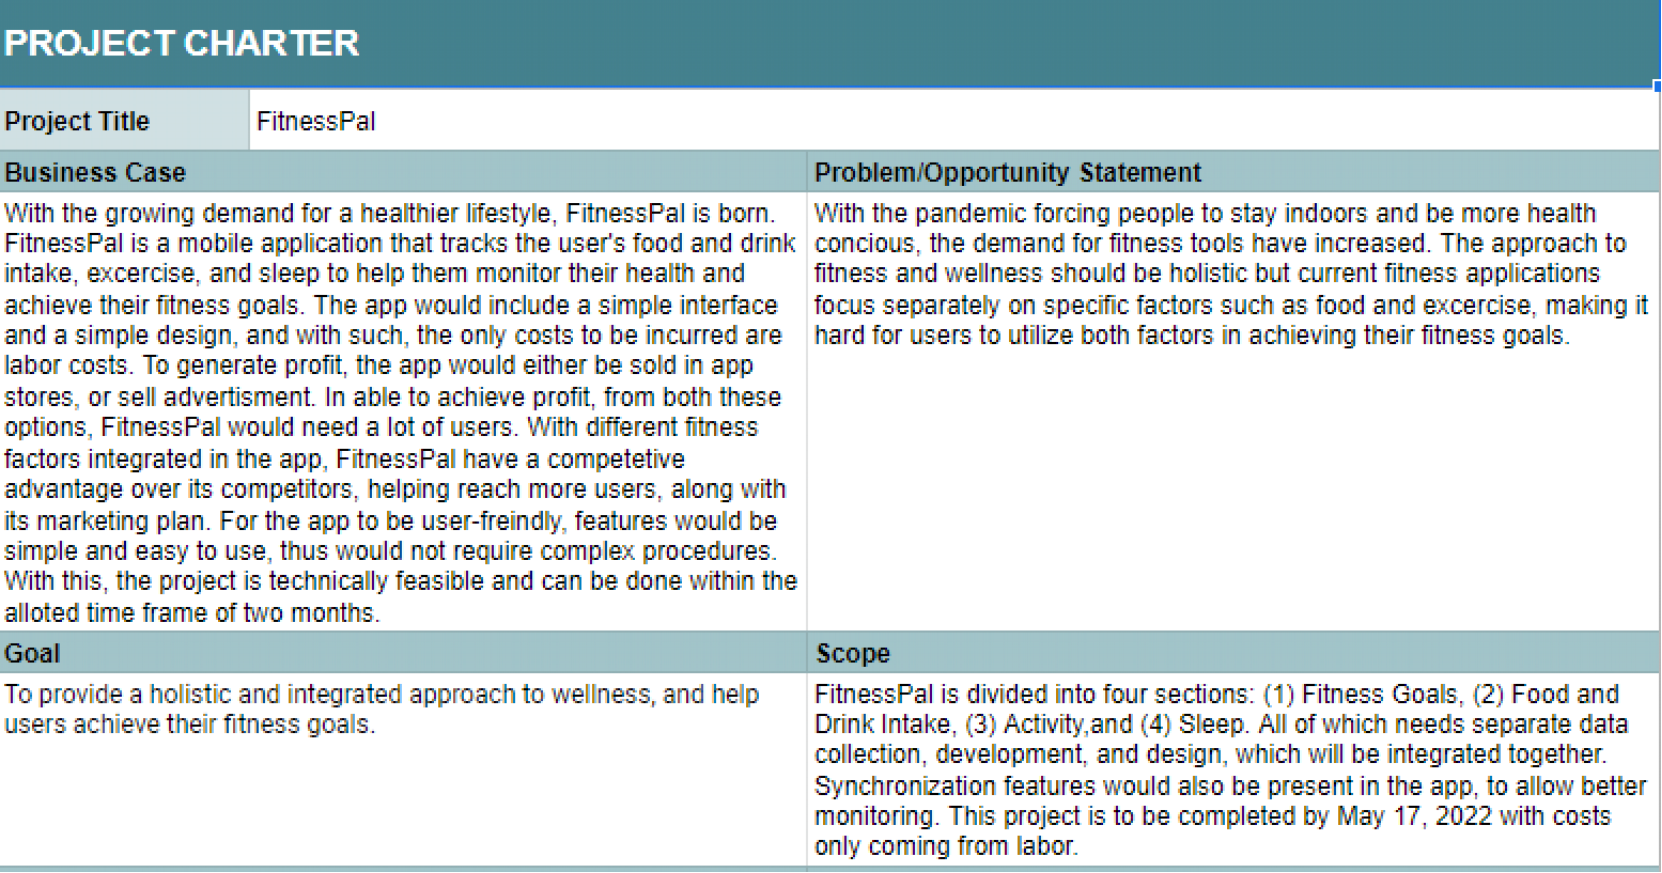 PROJECT CHARTER
Project Title
FitnessPal
Business Case
With the growing demand for a healthier lifestyle, FitnessPal is born.
FitnessPal is a mobile application that tracks the user's food and drink
intake, excercise, and sleep to help them monitor their health and
achieve their fitness goals. The app would include a simple interface
and a simple design, and with such, the only costs to be incurred are
labor costs. To generate profit, the app would either be sold in app
stores, or sell advertisment. In able to achieve profit, from both these
options, FitnessPal would need a lot of users. With different fitness
factors integrated in the app, FitnessPal have a competetive
advantage over its competitors, helping reach more users, along with
its marketing plan. For the app to be user-freindly, features would be
simple and easy to use, thus would not require complex procedures.
With this, the project is technically feasible and can be done within the
alloted time frame of two months.
Problem/Opportunity Statement
With the pandemic forcing people to stay indoors and be more health
concious, the demand for fitness tools have increased. The approach to
fitness and wellness should be holistic but current fitness applications
focus separately on specific factors such as food and excercise, making it
hard for users to utilize both factors in achieving their fitness goals.
Goal
To provide a holistic and integrated approach to wellness, and help
users achieve their fitness goals.
Scope
FitnessPal is divided into four sections: (1) Fitness Goals, (2) Food and
Drink Intake, (3) Activity,and (4) Sleep. All of which needs separate data
collection, development, and design, which will be integrated together.
Synchronization features would also be present in the app, to allow better
monitoring. This project is to be completed by May 17, 2022 with costs
only coming from labor.